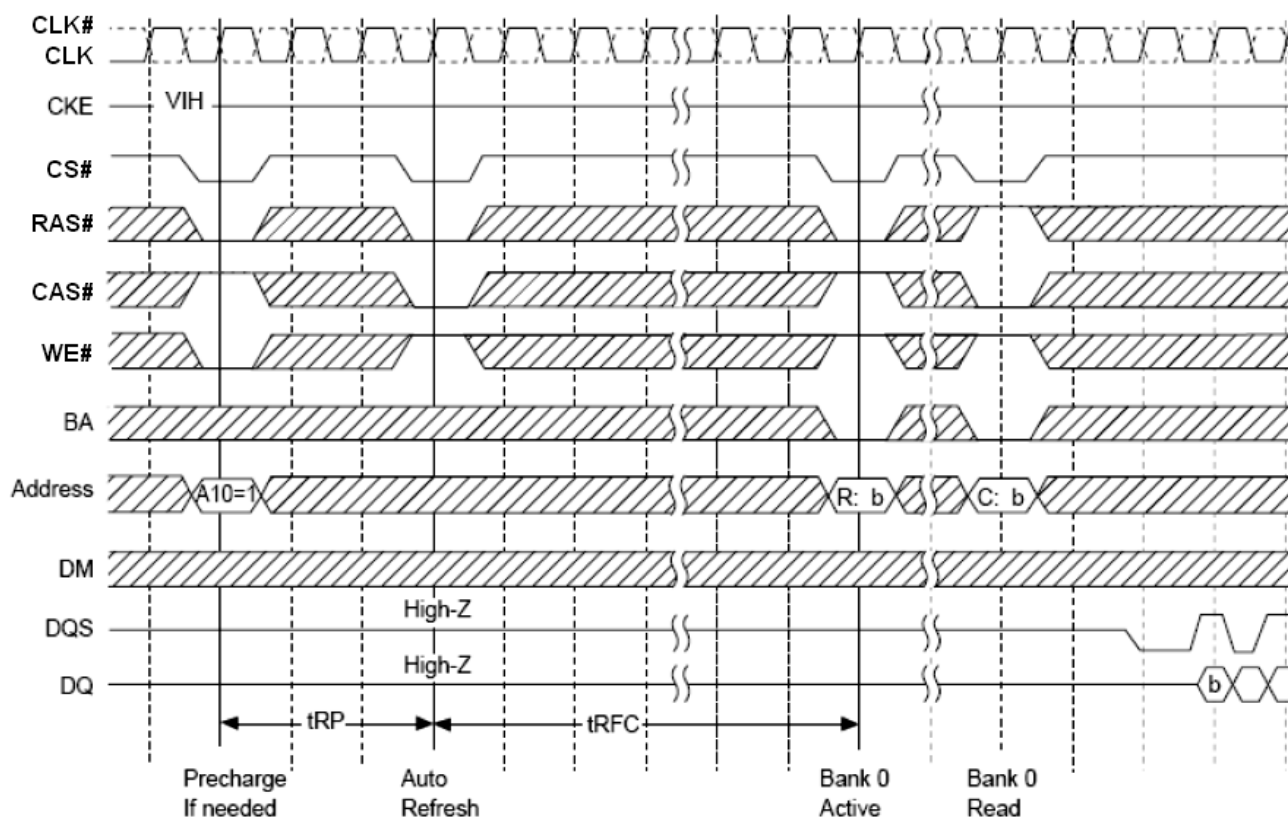 CLK#
CLK
CKE
VIH
CS#
RAS#
CAS#
WE#
BA
Address
A10=1
R: b
C: b
DM
High-Z
DQS
High-Z
DQ
b
tRP
tRFC
Precharge
If needed
Auto
Refresh
Bank 0
Active
Bank 0
Read